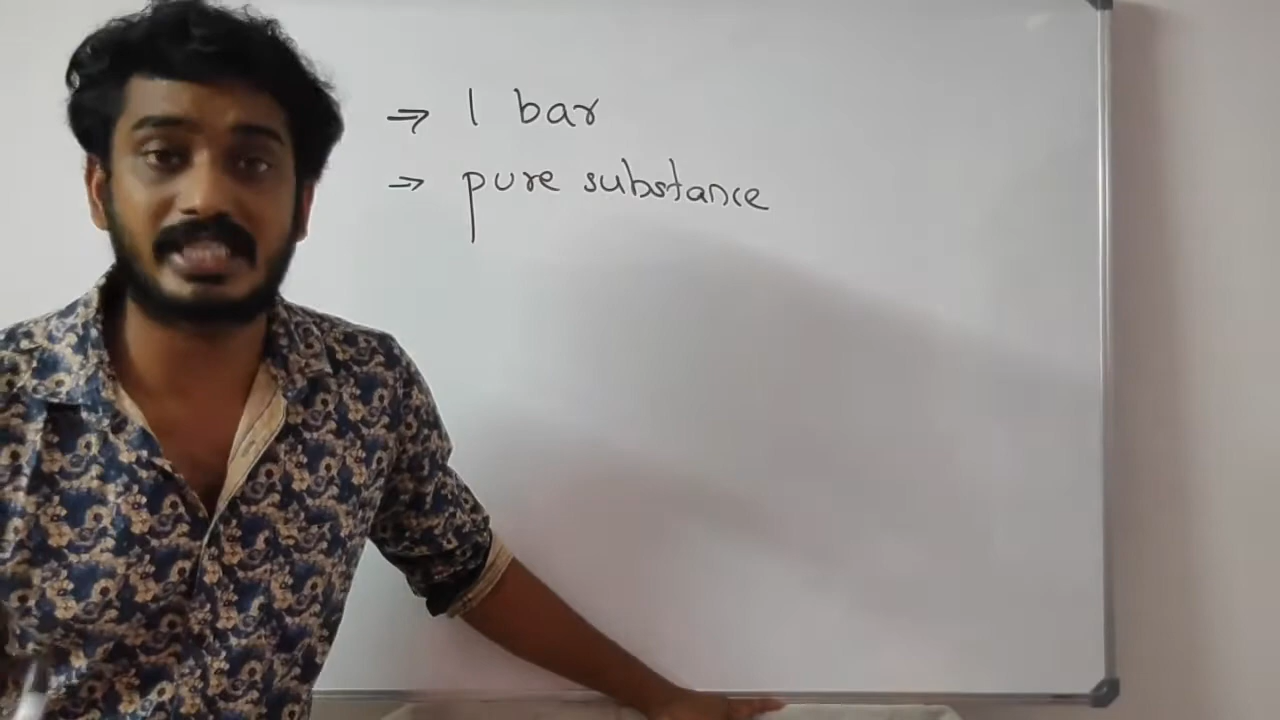 ⇒ 1 bar
⇒ pure substance